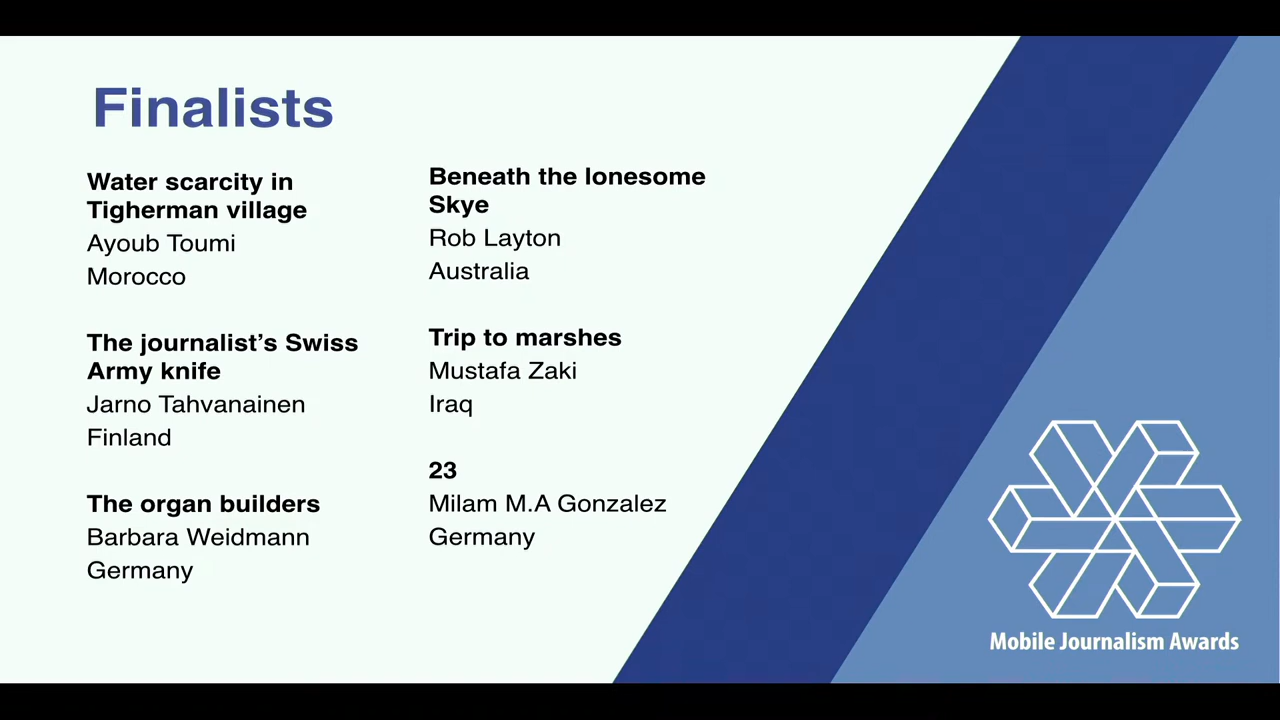 Finalists
Water scarcity in
Tigherman village
Ayoub Toumi
Morocco
The journalist’s Swiss
Army knife
Jarno Tahvanainen
Finland
The organ builders
Barbara Weidmann
Germany
Beneath the lonesome
Skye
Rob Layton
Australia
Trip to marshes
Mustafa Zaki
Iraq
23
Milam M.A Gonzalez
Germany
Mobile Journalism Awards